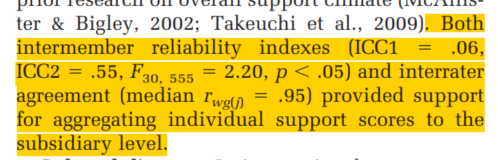 prior research on overall support climate (McAllis-
ter & Bigley, 2002; Takeuchi et al., 2009). Both
intermember reliability indexes (ICC1 = .06,
ICC2 = .55, F30, 555 = 2.20, p < .05) and interrater
agreement (median rwg(j) = .95) provided support
for aggregating individual support scores to the
subsidiary level.